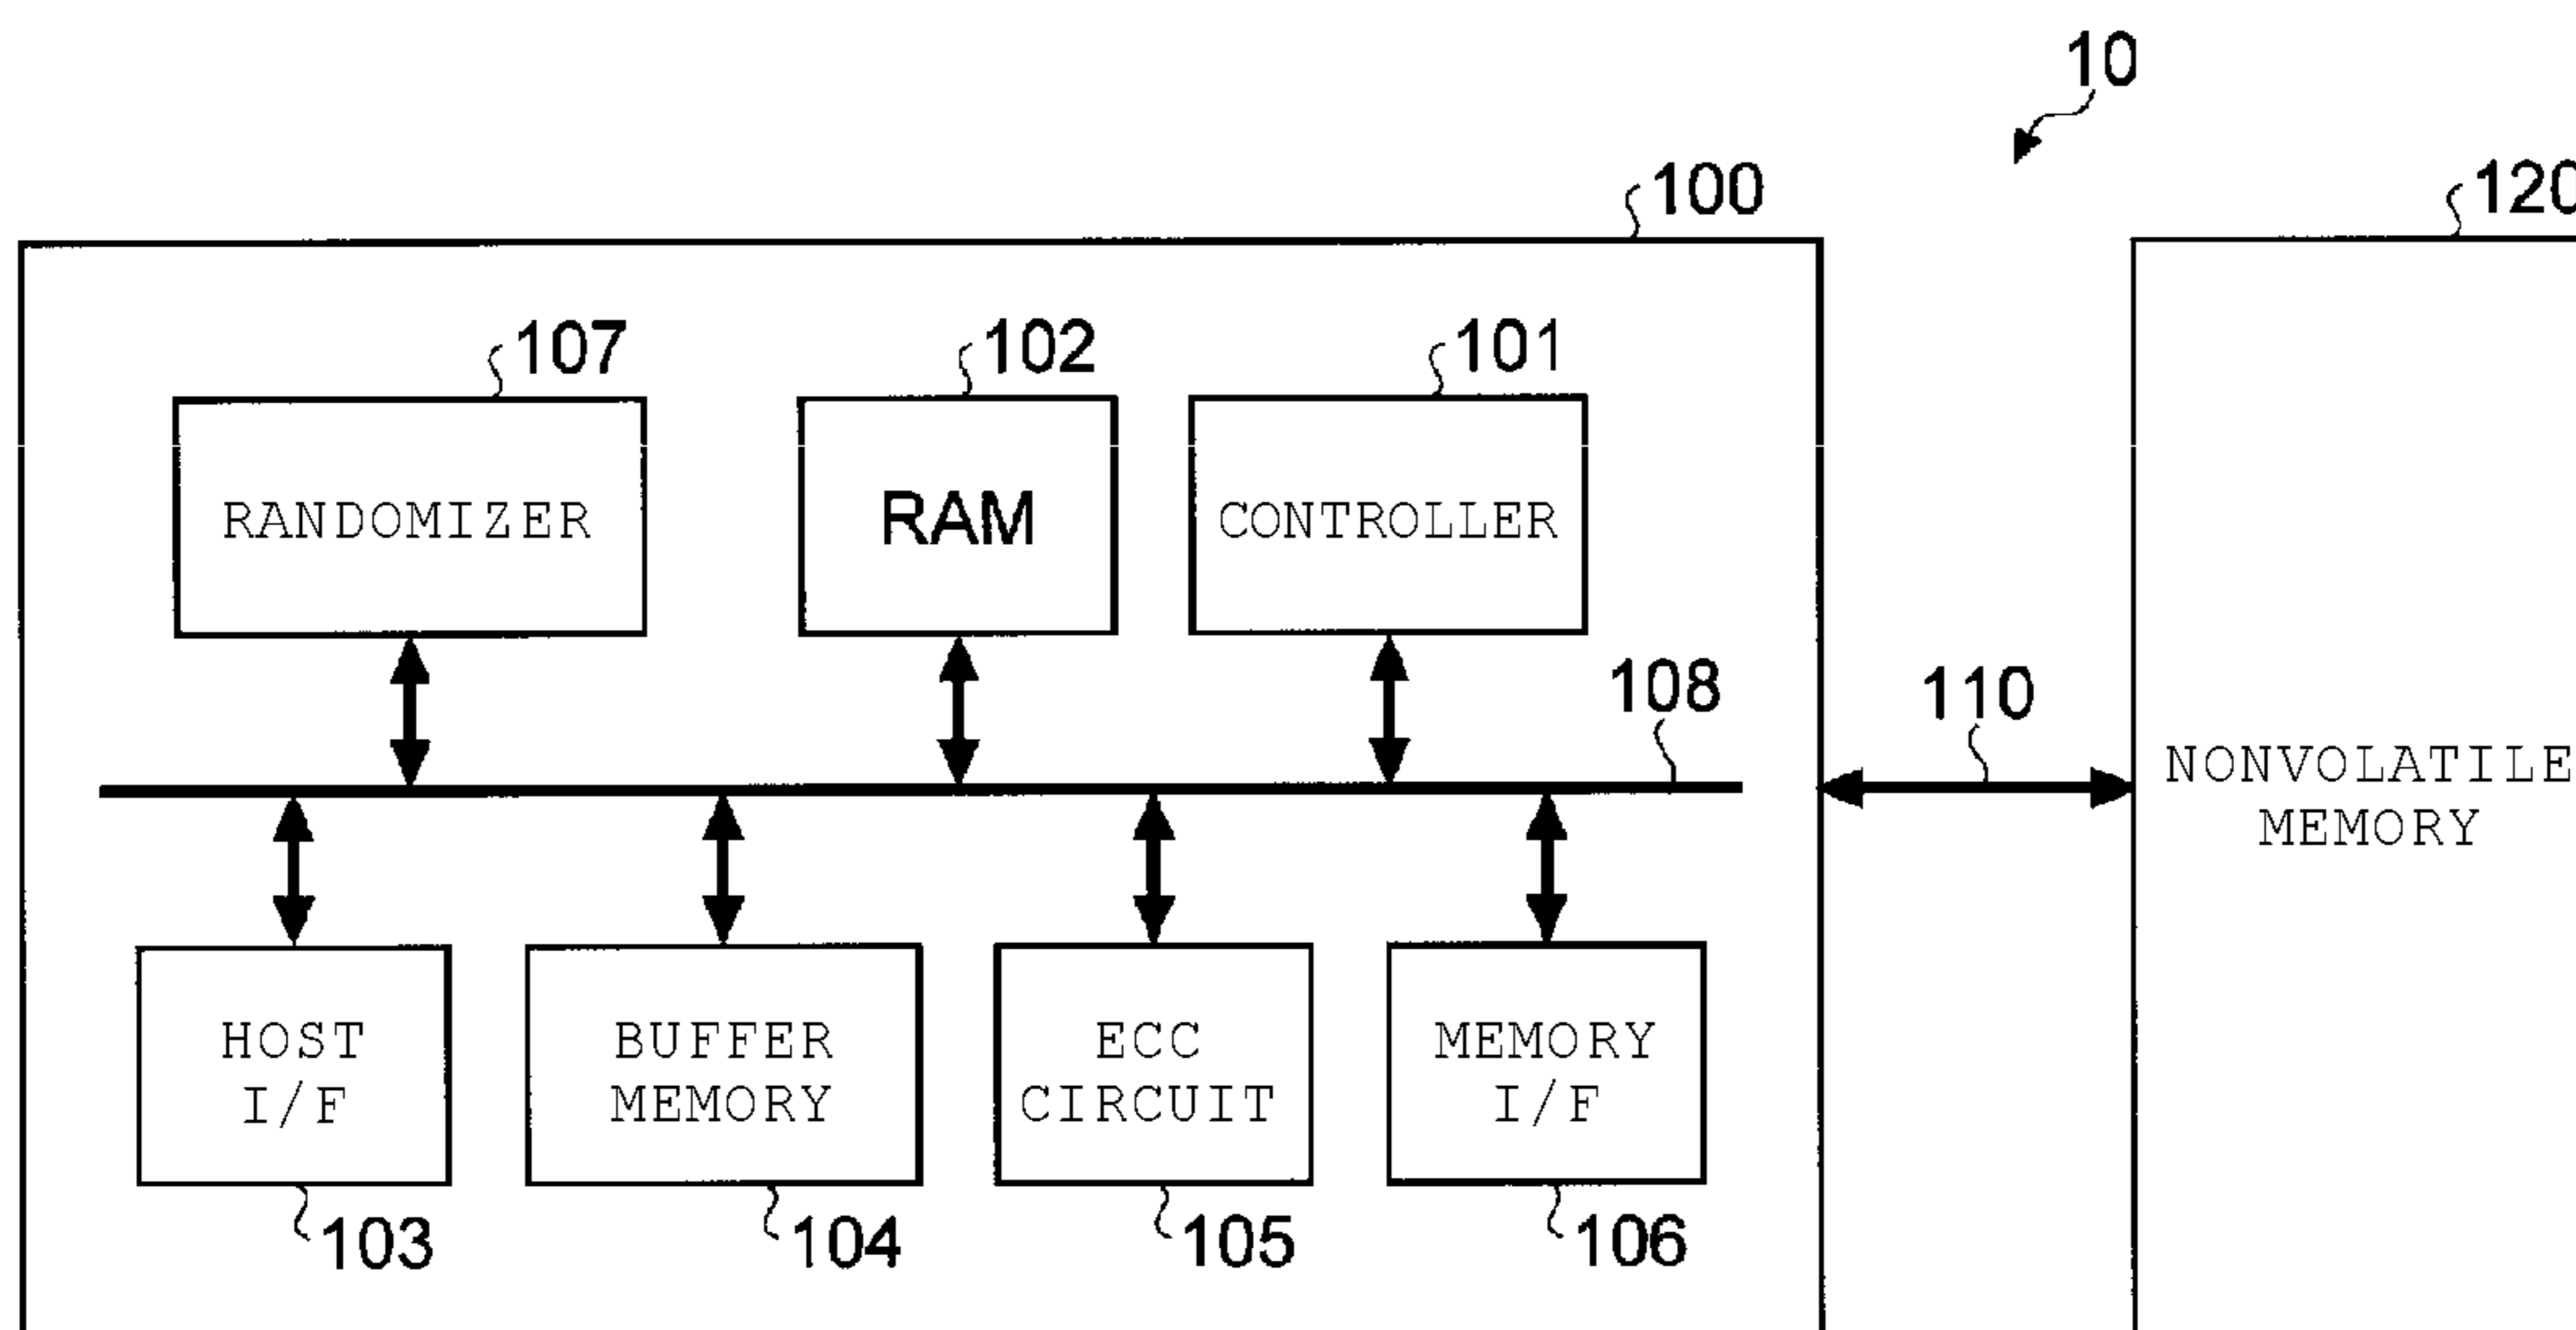 10
100
120
107
102
101
RANDOMIZER
RAM
CONTROLLER
108
110
NONVOLATILE
MEMORY
HOST
I/F
BUFFER
MEMORY
ECC
CIRCUIT
MEMORY
I/F
103
104
105
106